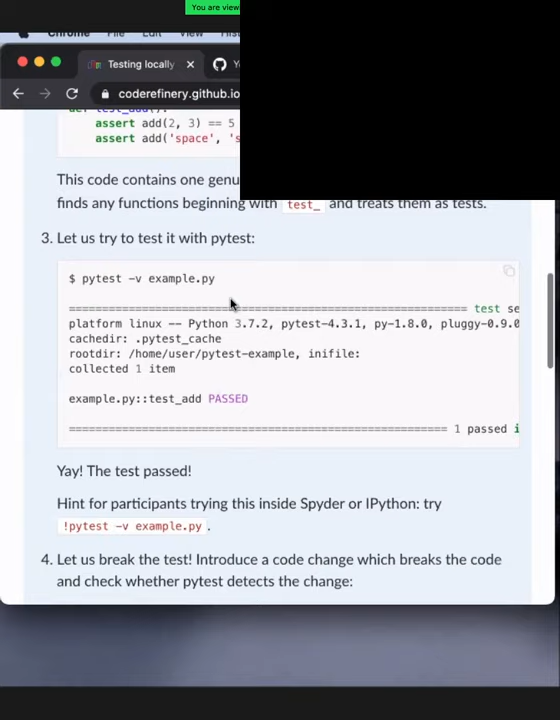 You are view
Chrome File Edit View
Testing locally
coderefinery.github.io
assert add(2, 3) == 5
assert add('space', 's
This code contains one genu
finds any functions beginning with test_ and treats them as tests.
3. Let us try to test it with pytest:
$ pytest -v example.py
================================================== test se
platform linux -- Python 3.7.2, pytest-4.3.1, py-1.8.0, pluggy-0.9.0
cachedir: .pytest_cache
rootdir: /home/user/pytest-example, inifile:
collected 1 item
example.py::test_add PASSED
================================================ 1 passed i
Yay! The test passed!
Hint for participants trying this inside Spyder or IPython: try
!pytest -v example.py .
4. Let us break the test! Introduce a code change which breaks the code
and check whether pytest detects the change: